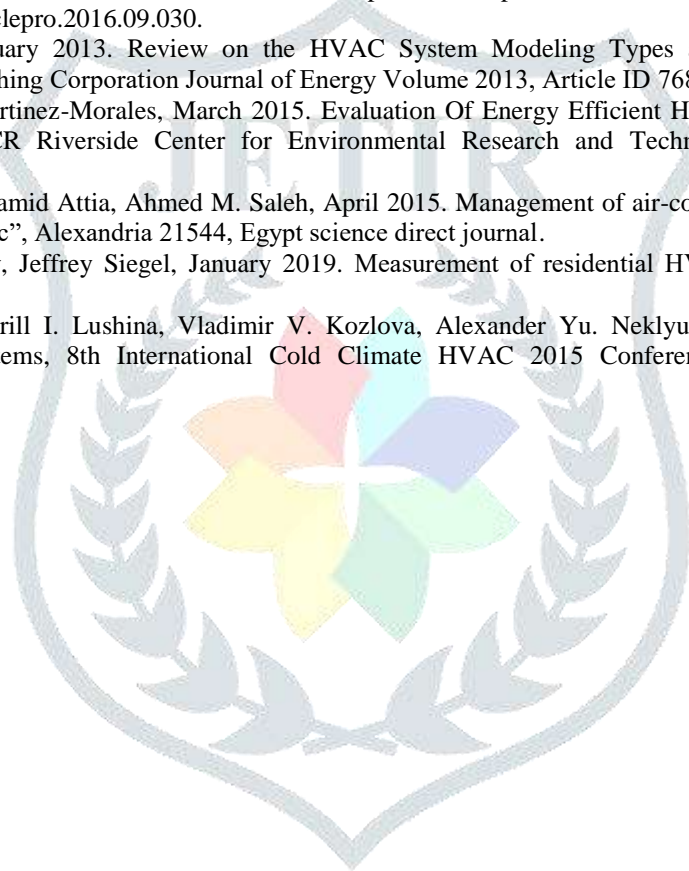 lepro.2016.09.030.
uary 2013. Review on the HVAC System Modeling Types
hing Corporation Journal of Energy Volume 2013, Article ID 768
rtinez-Morales, March 2015. Evaluation Of Energy Efficient H
CR Riverside Center for Environmental Research and Techn
amid Attia, Ahmed M. Saleh, April 2015. Management of air-co
c”, Alexandria 21544, Egypt science direct journal.
, Jeffrey Siegel, January 2019. Measurement of residential HV
rill I. Lushina, Vladimir V. Kozlova, Alexander Yu. Neklyu
ems, 8th International Cold Climate HVAC 2015 Conferen
JETIR